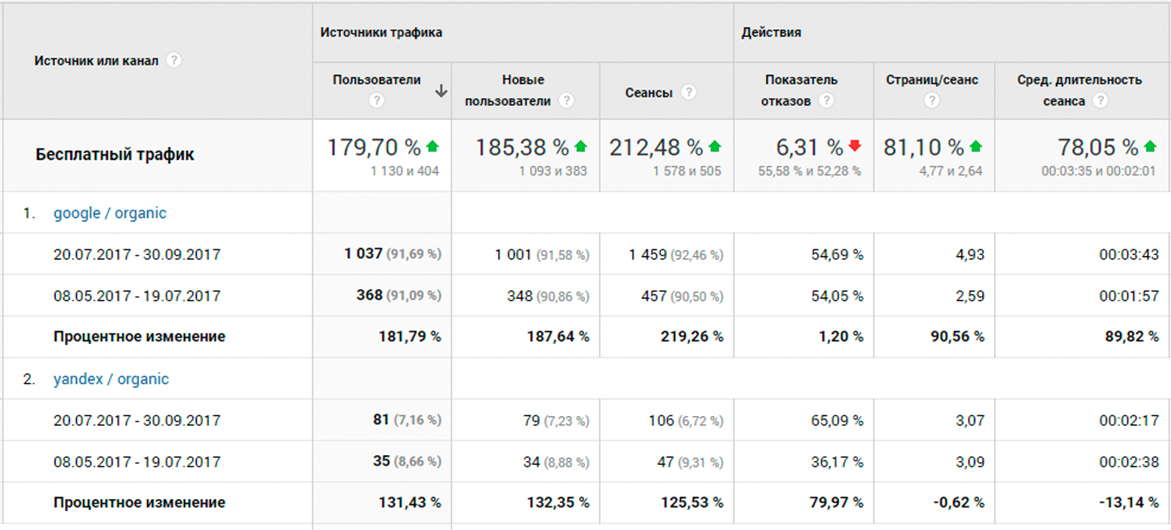 Источник или канал ?
Источники трафика
Действия
Пользователи ?
Новые пользователи ?
Сеансы ?
Показатель отказов ?
Страниц/сеанс ?
Сред. длительность сеанса ?
Бесплатный трафик 179,70 % 185,38 % 212,48 % 6,31 % 81,10 % 78,05 %
1 130 и 404 1 093 и 383 1 578 и 505 55,58 % и 52,28 % 4,77 и 2,64 00:03:35 и 00:02:01
1. google / organic
20.07.2017 - 30.09.2017 1 037 (91,69 %) 1 001 (91,58 %) 1 459 (92,46 %) 54,69 % 4,93 00:03:43
08.05.2017 - 19.07.2017 368 (91,09 %) 348 (90,86 %) 457 (90,50 %) 54,05 % 2,59 00:01:57
Процентное изменение 181,79 % 187,64 % 219,26 % 1,20 % 90,56 % 89,82 %
2. yandex / organic
20.07.2017 - 30.09.2017 81 (7,16 %) 79 (7,23 %) 106 (6,72 %) 65,09 % 3,07 00:02:17
08.05.2017 - 19.07.2017 35 (8,66 %) 34 (8,88 %) 47 (9,31 %) 36,17 % 3,09 00:02:38
Процентное изменение 131,43 % 132,35 % 125,53 % 79,97 % -0,62 % -13,14 %